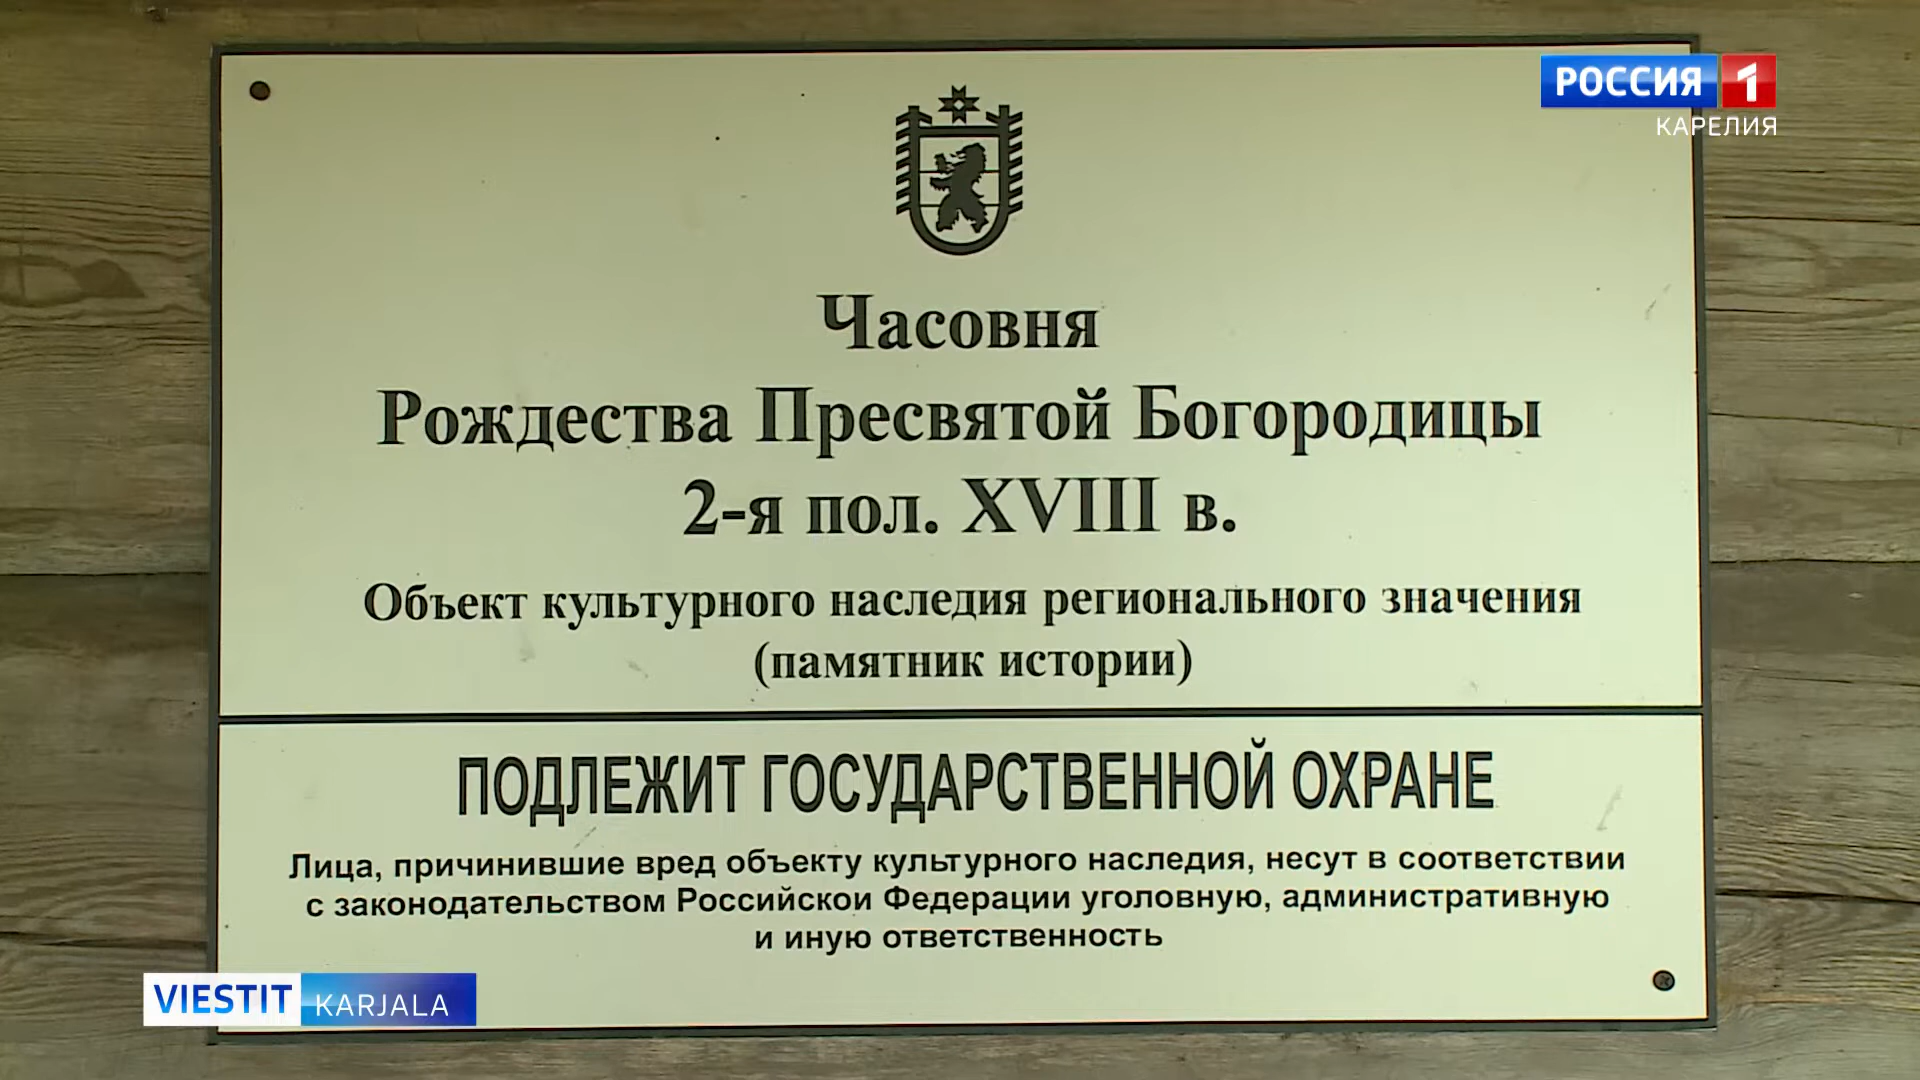 РОССИЯ 1
КАРЕЛИЯ
Часовня
Рождества Пресвятой Богородицы
2-я пол. XVIII в.
Объект культурного наследия регионального значения
(памятник истории)
ПОДЛЕЖИТ ГОСУДАРСТВЕННОЙ ОХРАНЕ
Лица, причинившие вред объекту культурного наследия, несут в соответствии
с законодательством Российскои Федерации уголовную, административную
и иную ответственность
VIESTIT KARJALA